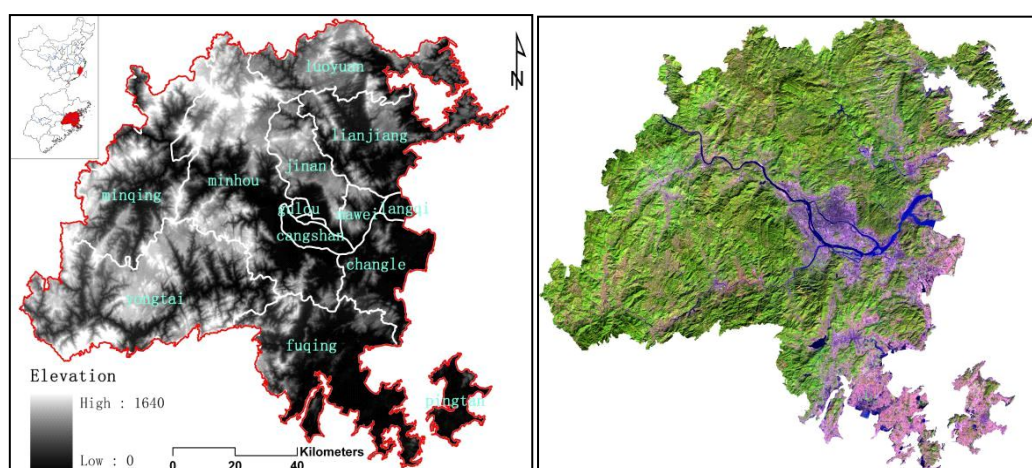 luoyuan
lianjiang
jinan
minqing
minhou
gulou
mawei
langqi
cangshan
changle
yongtai
fuqing
pingtan
N
Elevation
High : 1640
Low : 0
Kilometers
0 20 40